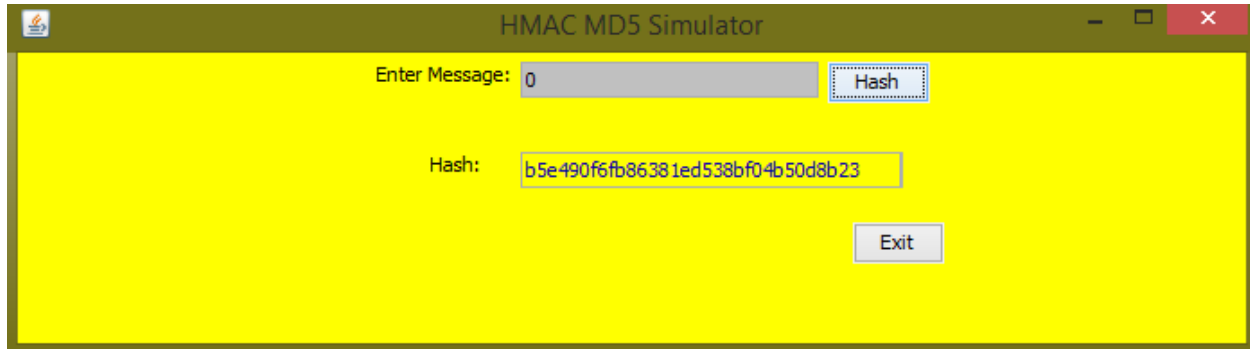 HMAC MD5 Simulator
Enter Message: 0 Hash
Hash: b5e490f6fb86381ed538bf04b50d8b23
Exit